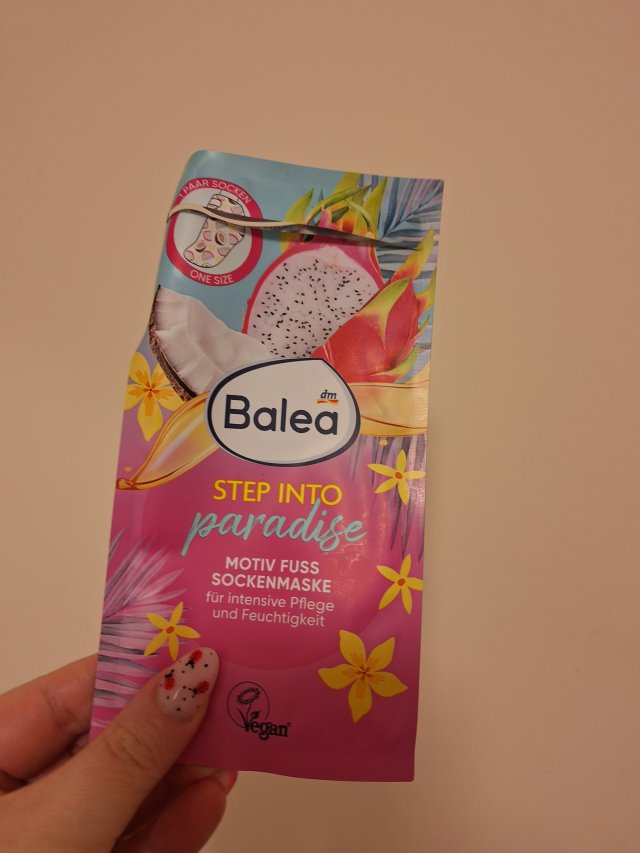 1 PAAR SOCKEN
ONE SIZE
dm
Balea
STEP INTO
paradise
MOTIV FUSS
SOCKENMASKE
für intensive Pflege
und Feuchtigkeit
Vegan